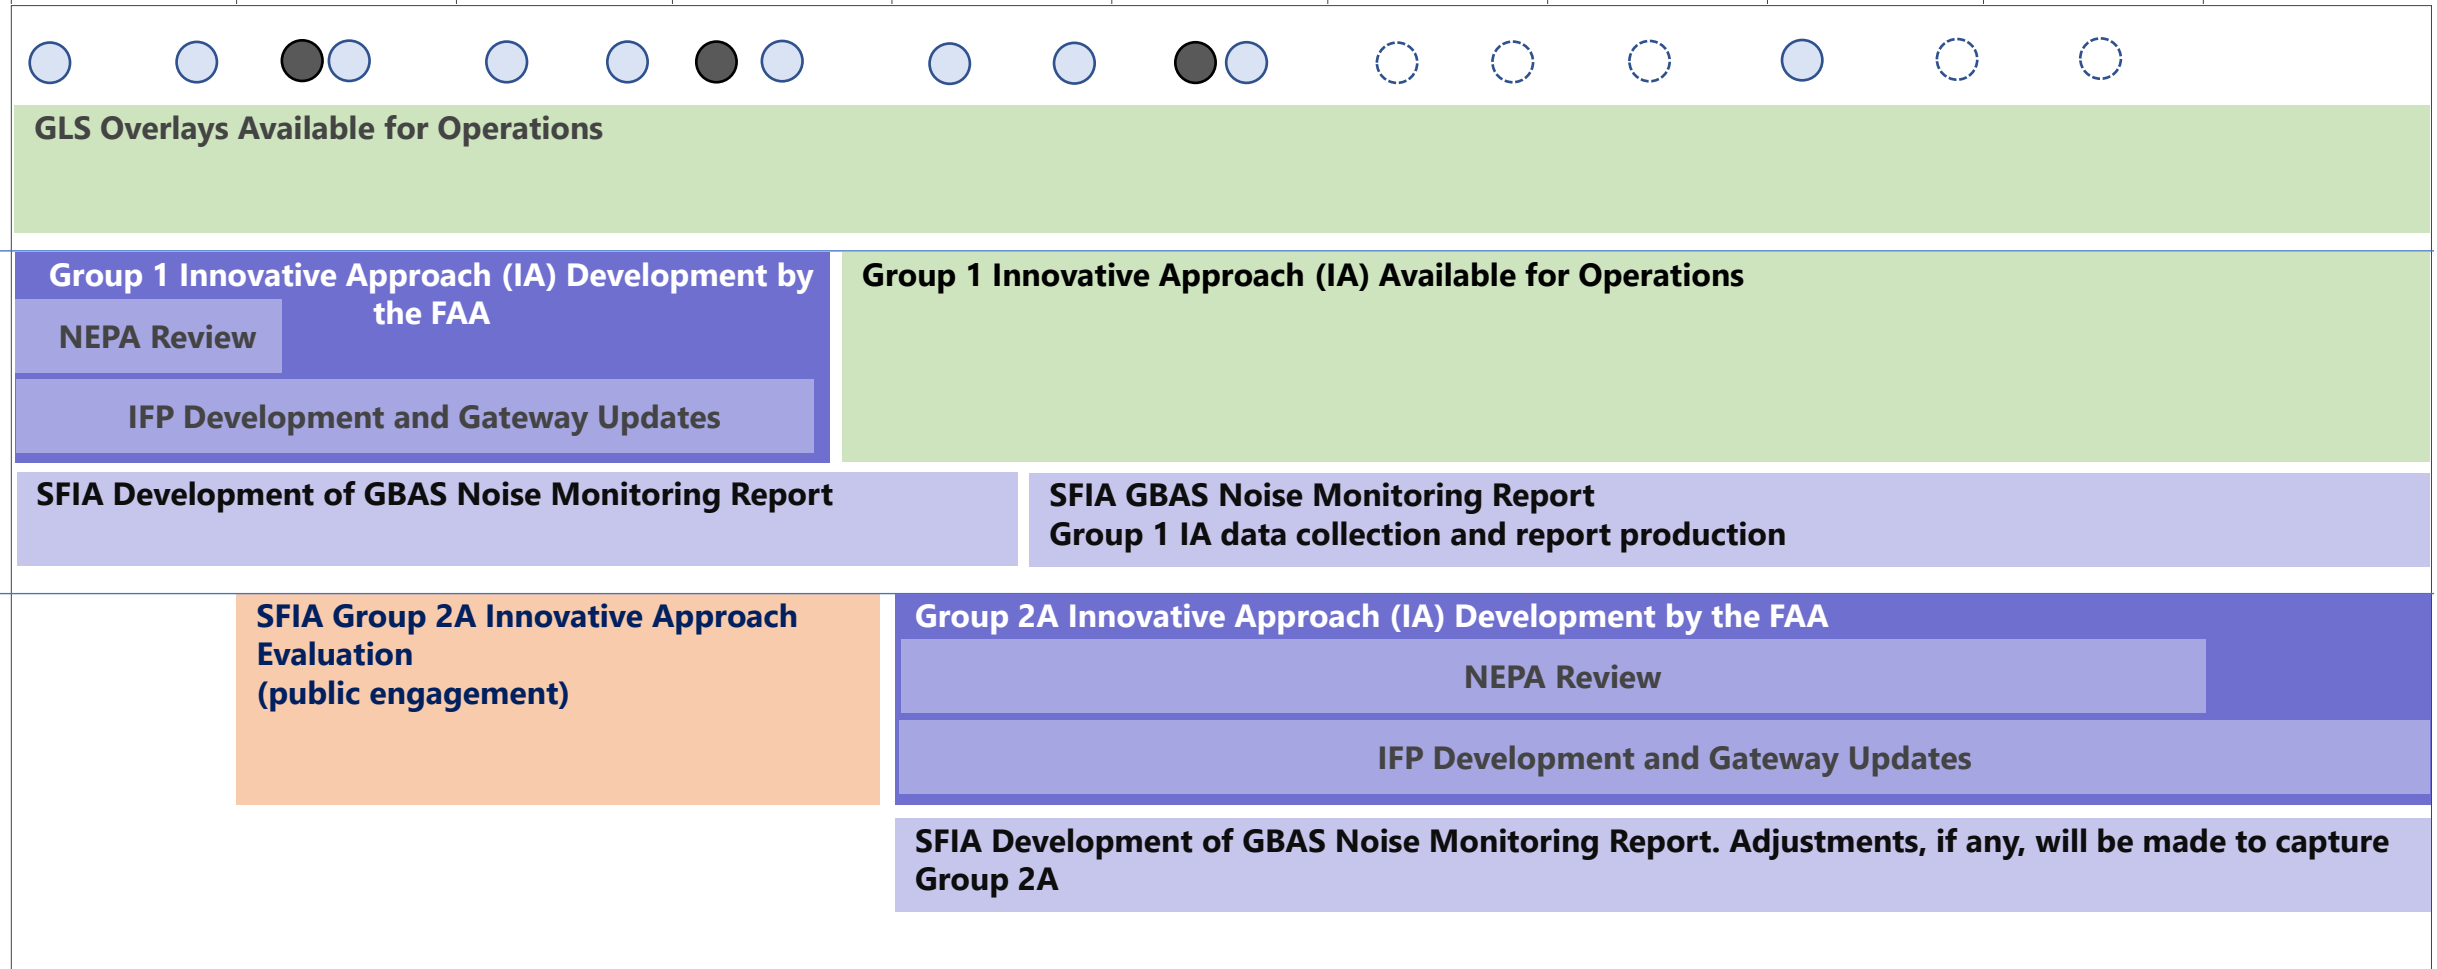 GLS Overlays Available for Operations
Group 1 Innovative Approach (IA) Development by
the FAA
NEPA Review
IFP Development and Gateway Updates
Group 1 Innovative Approach (IA) Available for Operations
SFIA Development of GBAS Noise Monitoring Report
SFIA GBAS Noise Monitoring Report
Group 1 IA data collection and report production
SFIA Group 2A Innovative Approach
Evaluation
(public engagement)
Group 2A Innovative Approach (IA) Development by the FAA
NEPA Review
IFP Development and Gateway Updates
SFIA Development of GBAS Noise Monitoring Report. Adjustments, if any, will be made to capture
Group 2A